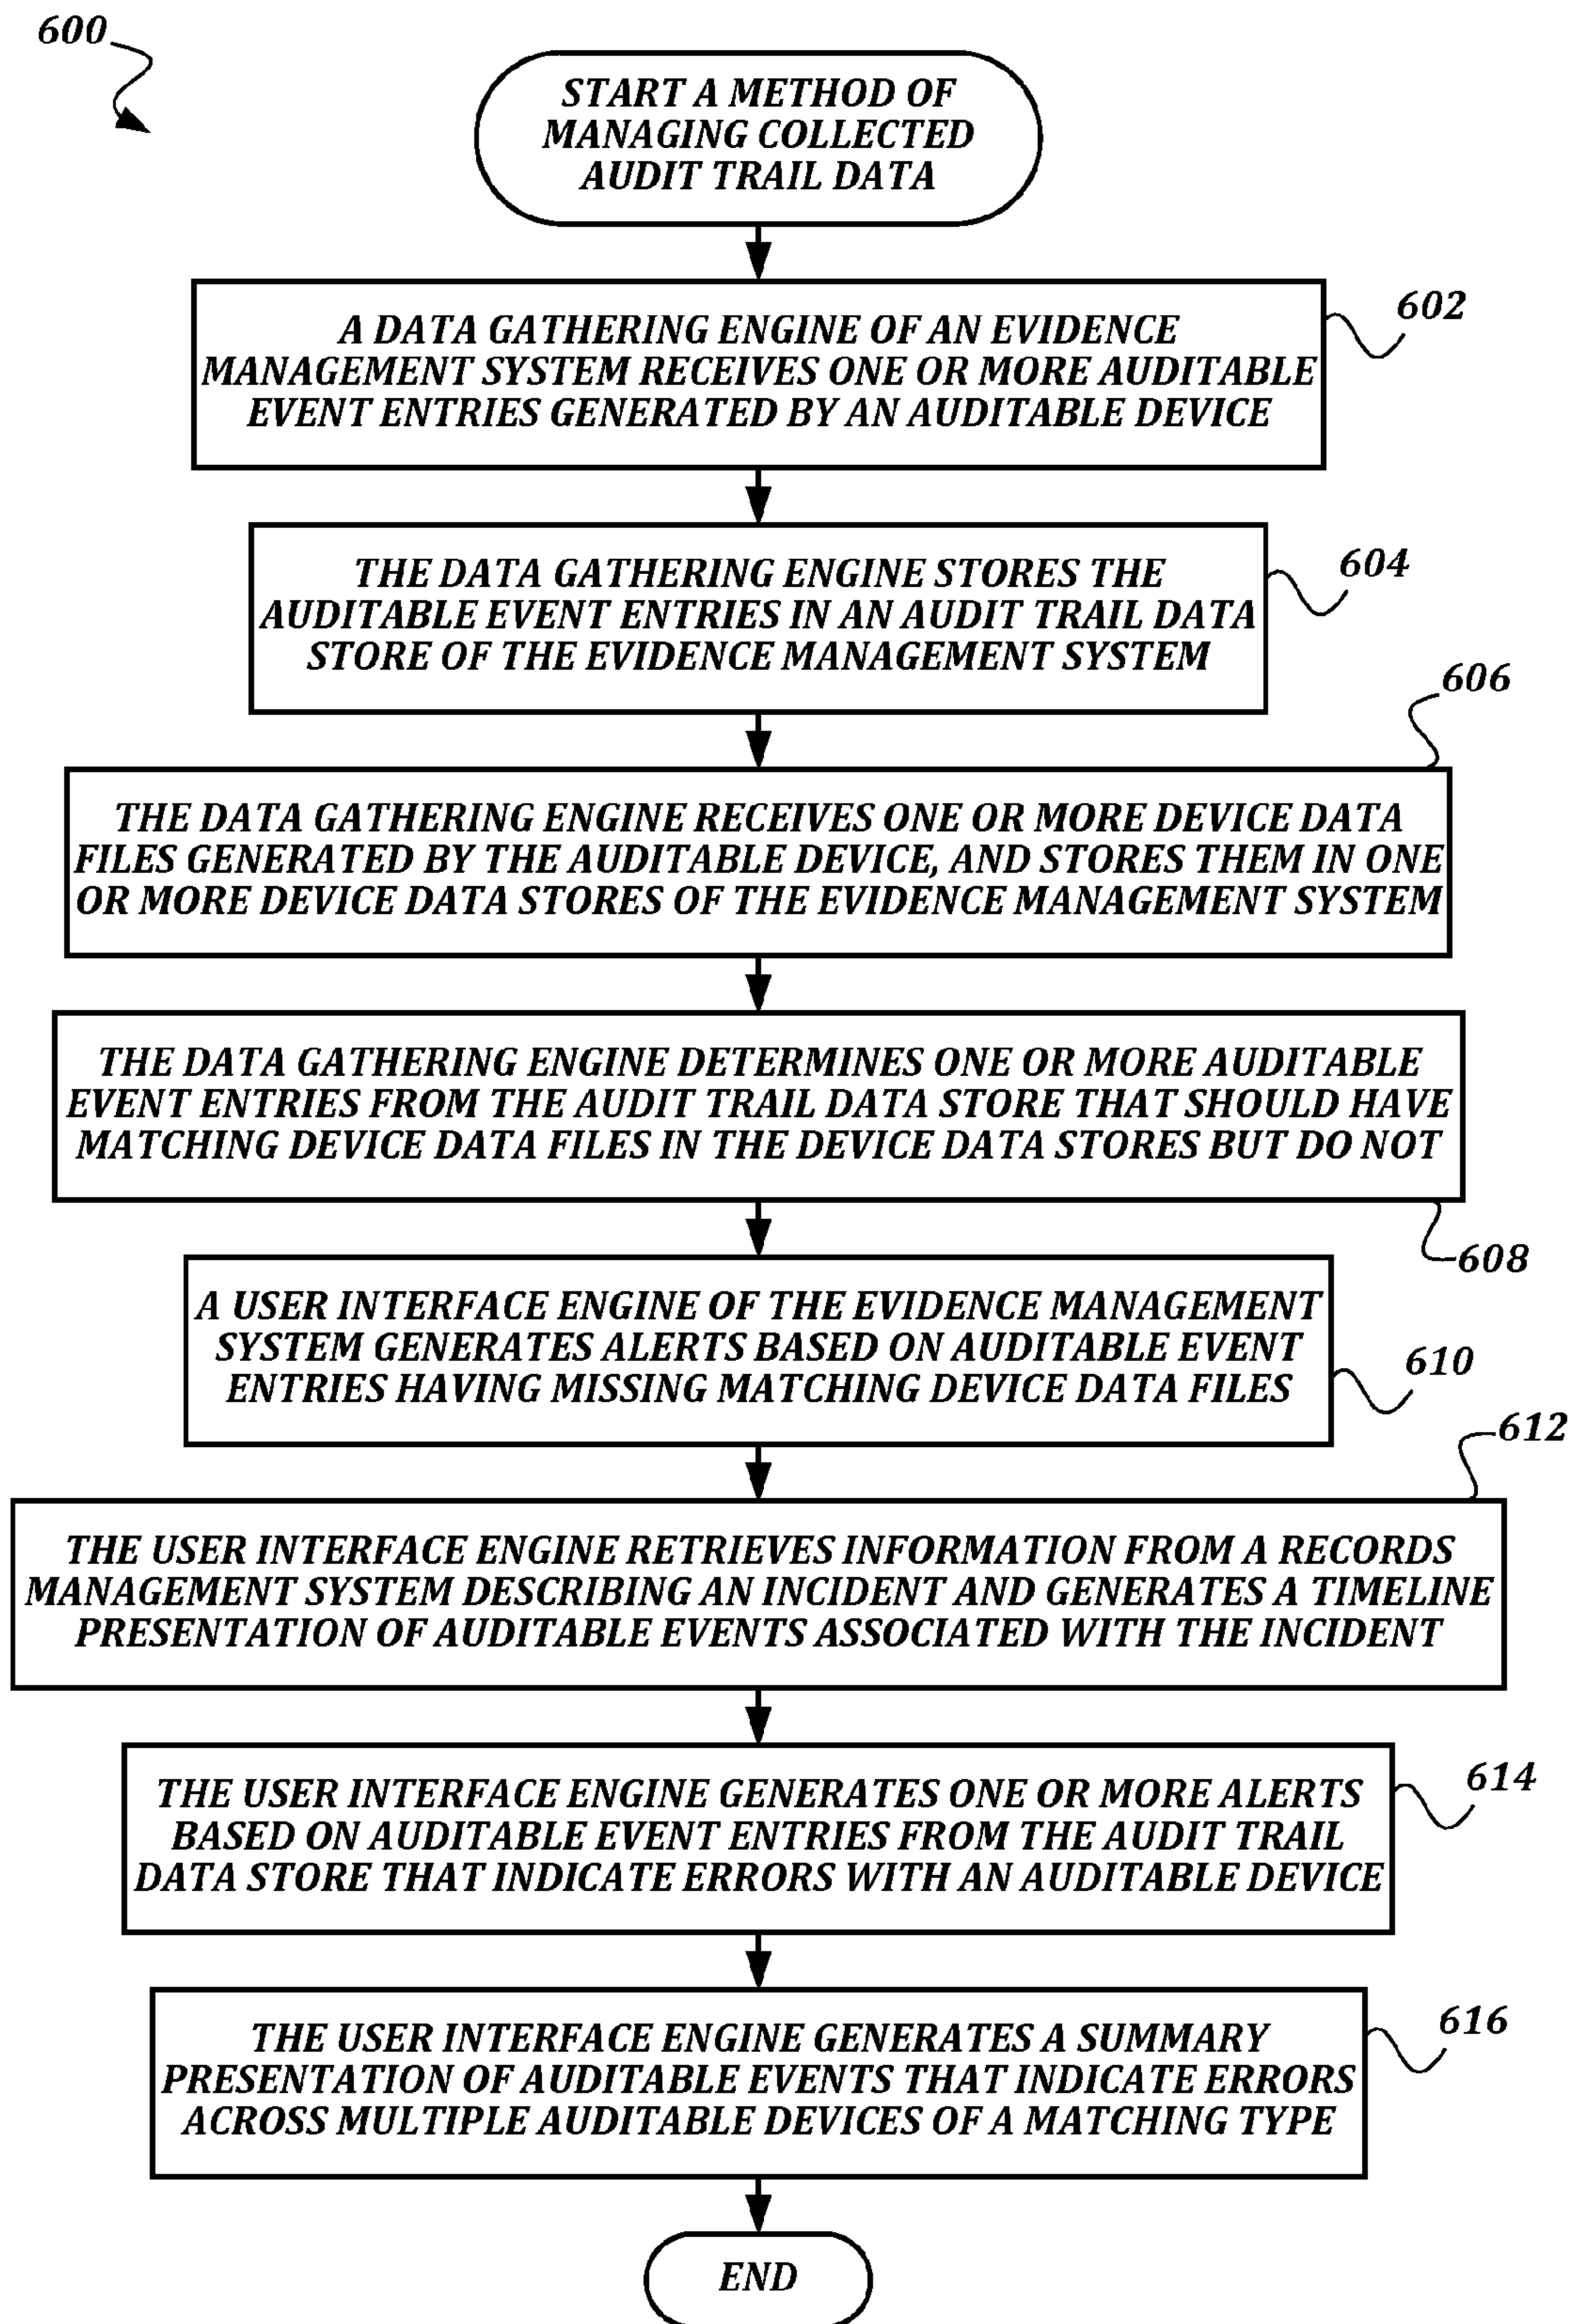 600
START A METHOD OF
MANAGING COLLECTED
AUDIT TRAIL DATA
602
A DATA GATHERING ENGINE OF AN EVIDENCE
MANAGEMENT SYSTEM RECEIVES ONE OR MORE AUDITABLE
EVENT ENTRIES GENERATED BY AN AUDITABLE DEVICE
604
THE DATA GATHERING ENGINE STORES THE
AUDITABLE EVENT ENTRIES IN AN AUDIT TRAIL DATA
STORE OF THE EVIDENCE MANAGEMENT SYSTEM
606
THE DATA GATHERING ENGINE RECEIVES ONE OR MORE DEVICE DATA
FILES GENERATED BY THE AUDITABLE DEVICE, AND STORES THEM IN ONE
OR MORE DEVICE DATA STORES OF THE EVIDENCE MANAGEMENT SYSTEM
THE DATA GATHERING ENGINE DETERMINES ONE OR MORE AUDITABLE
EVENT ENTRIES FROM THE AUDIT TRAIL DATA STORE THAT SHOULD HAVE
MATCHING DEVICE DATA FILES IN THE DEVICE DATA STORES BUT DO NOT
608
A USER INTERFACE ENGINE OF THE EVIDENCE MANAGEMENT
SYSTEM GENERATES ALERTS BASED ON AUDITABLE EVENT
ENTRIES HAVING MISSING MATCHING DEVICE DATA FILES
610
612
THE USER INTERFACE ENGINE RETRIEVES INFORMATION FROM A RECORDS
MANAGEMENT SYSTEM DESCRIBING AN INCIDENT AND GENERATES A TIMELINE
PRESENTATION OF AUDITABLE EVENTS ASSOCIATED WITH THE INCIDENT
614
THE USER INTERFACE ENGINE GENERATES ONE OR MORE ALERTS
BASED ON AUDITABLE EVENT ENTRIES FROM THE AUDIT TRAIL
DATA STORE THAT INDICATE ERRORS WITH AN AUDITABLE DEVICE
616
THE USER INTERFACE ENGINE GENERATES A SUMMARY
PRESENTATION OF AUDITABLE EVENTS THAT INDICATE ERRORS
ACROSS MULTIPLE AUDITABLE DEVICES OF A MATCHING TYPE
END